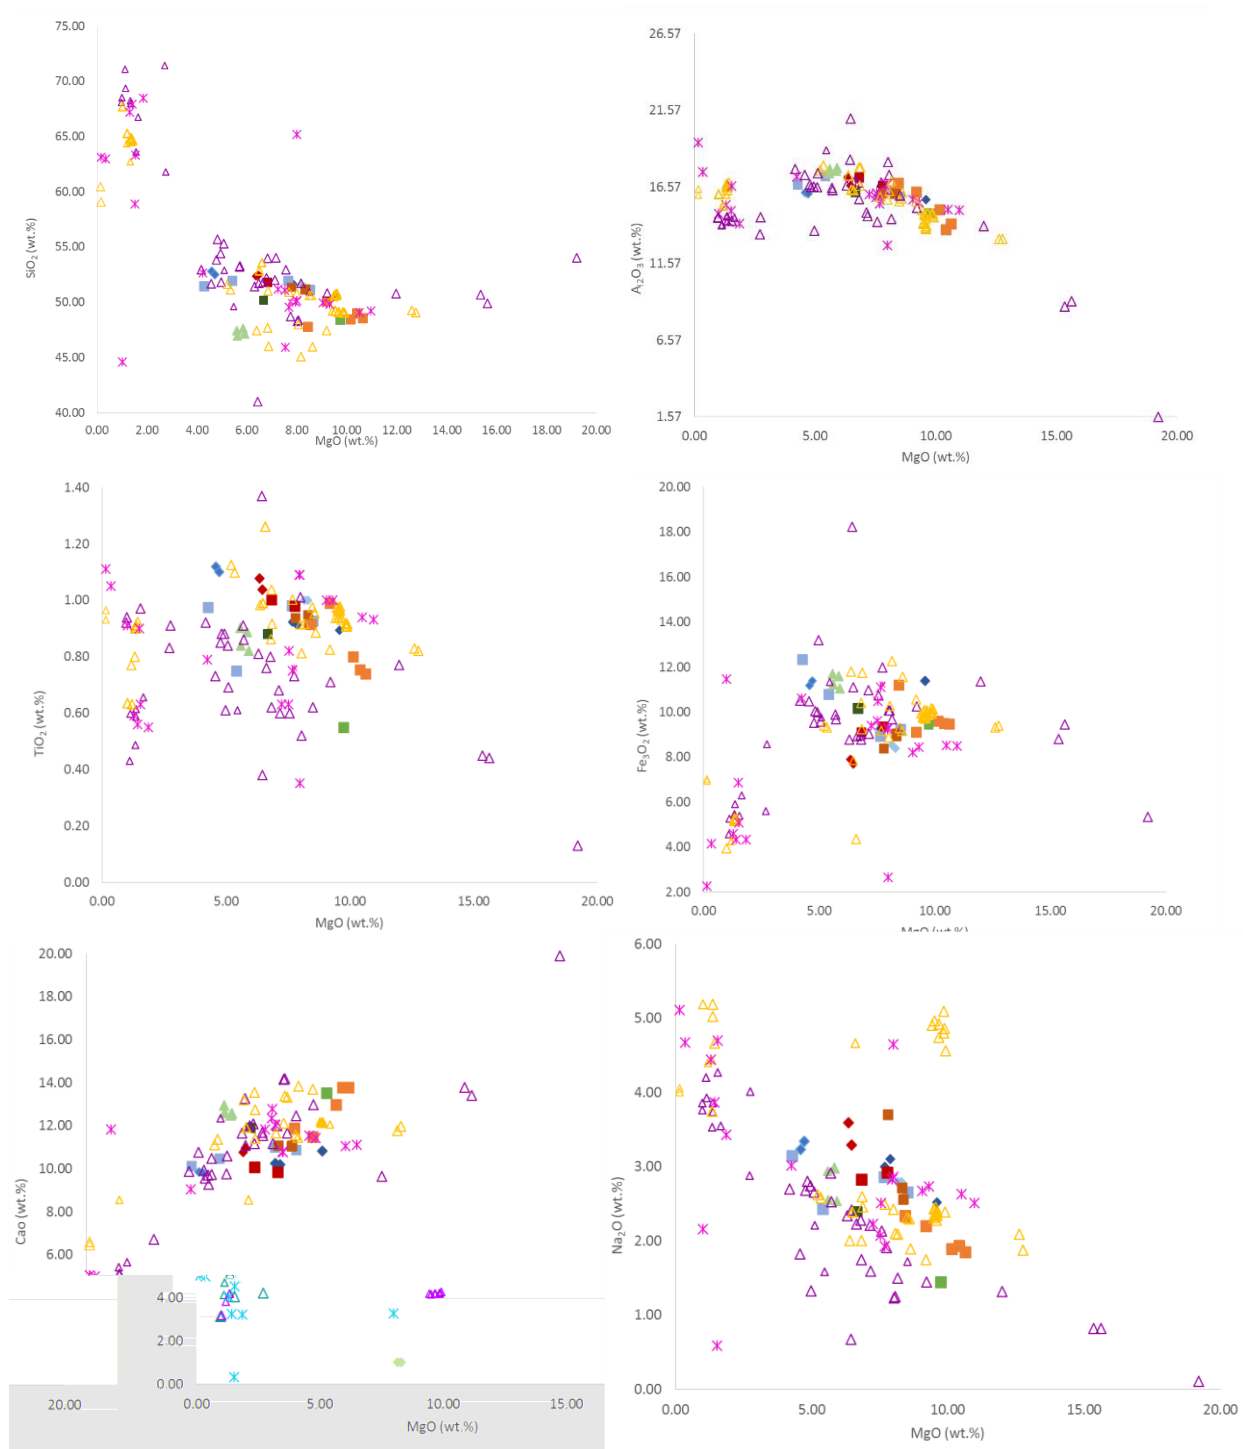 75.00
70.00
65.00
60.00
55.00
50.00
45.00
40.00
SiO2 (wt.%)
0.00 2.00 4.00 6.00 8.00 10.00 12.00 14.00 16.00 18.00 20.00
MgO (wt.%)
26.57
21.57
16.57
11.57
6.57
1.57
A2O3 (wt.%)
0.00 5.00 10.00 15.00 20.00
MgO (wt.%)
1.40
1.20
1.00
0.80
0.60
0.40
0.20
0.00
TiO2 (wt.%)
0.00 5.00 10.00 15.00 20.00
MgO (wt.%)
20.00
18.00
16.00
14.00
12.00
10.00
8.00
6.00
4.00
2.00
Fe3O2 (wt.%)
0.00 5.00 10.00 15.00 20.00
MgO (wt.%)
20.00
18.00
16.00
14.00
12.00
10.00
8.00
6.00
4.00
2.00
0.00
Cao (wt.%)
20.00 0.00 5.00 10.00 15.00
MgO (wt.%)
6.00
5.00
4.00
3.00
2.00
1.00
0.00
Na2O (wt.%)
0.00 5.00 10.00 15.00 20.00
MgO (wt.%)